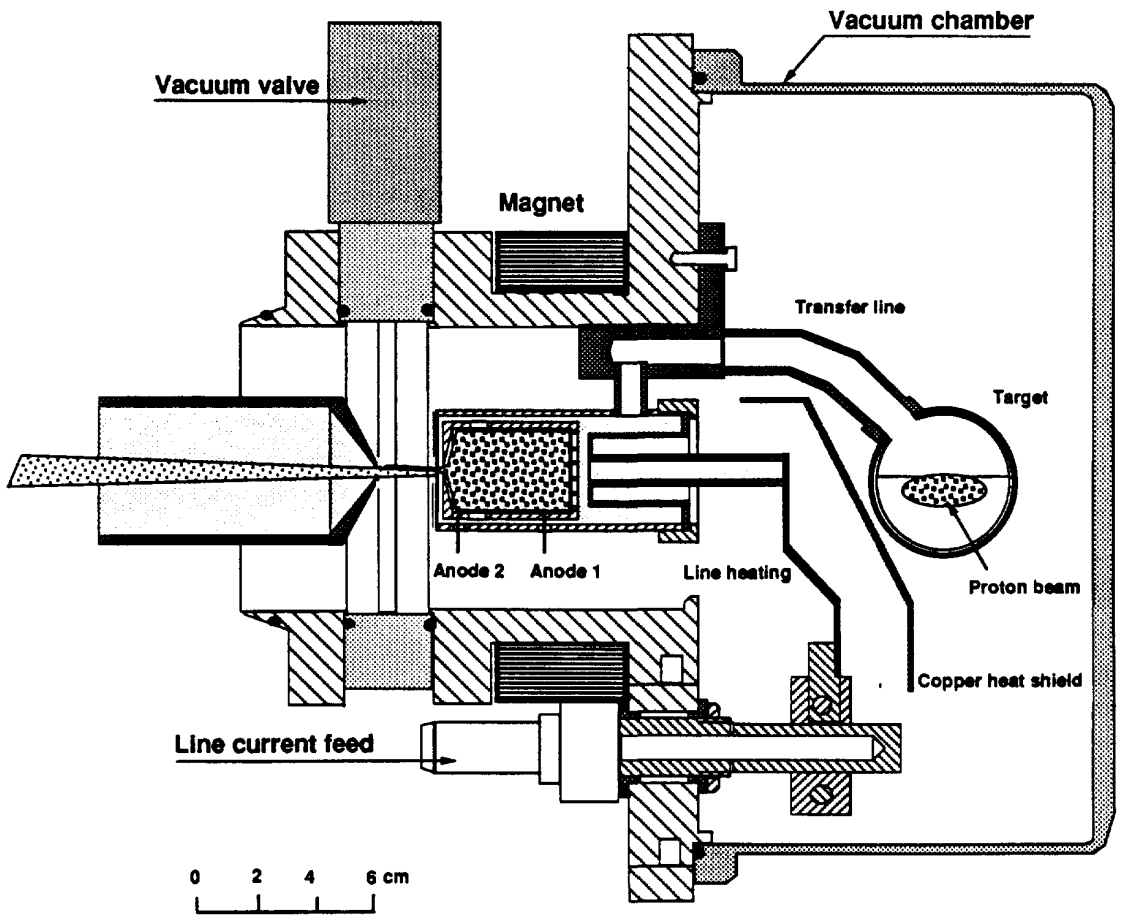 Vacuum chamber
Vacuum valve
Magnet
Transfer line
Target
Anode 2
Anode 1
Line heating
Proton beam
Copper heat shield
Line current feed
0 2 4 6 cm